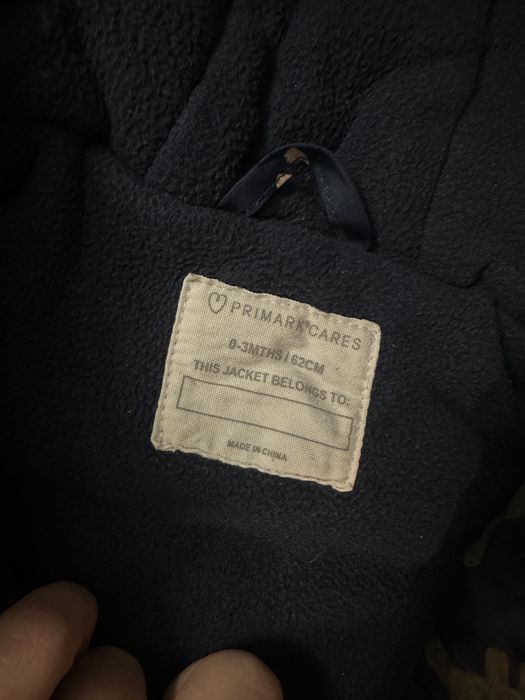 PRIMARK® CARES
0-3MTHS / 62CM
THIS JACKET BELONGS TO:
MADE IN CHINA